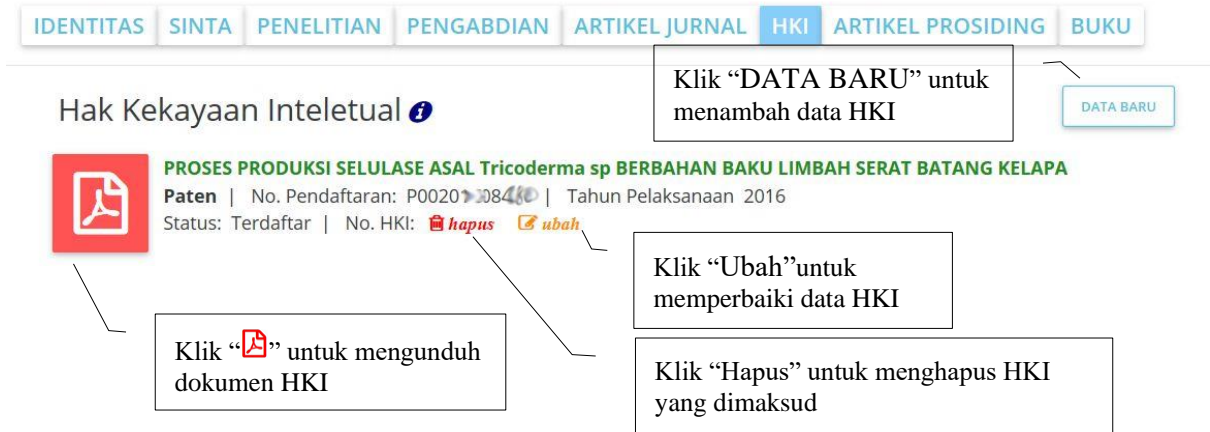 IDENTITAS SINTA PENELITIAN PENGABDIAN ARTIKEL JURNAL HKI ARTIKEL PROSIDING BUKU
Klik “DATA BARU” untuk
menambah data HKI
Hak Kekayaan Inteletual
DATA BARU
PROSES PRODUKSI SELULASE ASAL Tricoderma sp BERBAHAN BAKU LIMBAH SERAT BATANG KELAPA
Paten | No. Pendaftaran: | Tahun Pelaksanaan 2016
Status: Terdaftar | No. HKI: hapus ubah
Klik “Ubah”untuk
memperbaiki data HKI
Klik “ ” untuk mengunduh
dokumen HKI
Klik “Hapus” untuk menghapus HKI
yang dimaksud